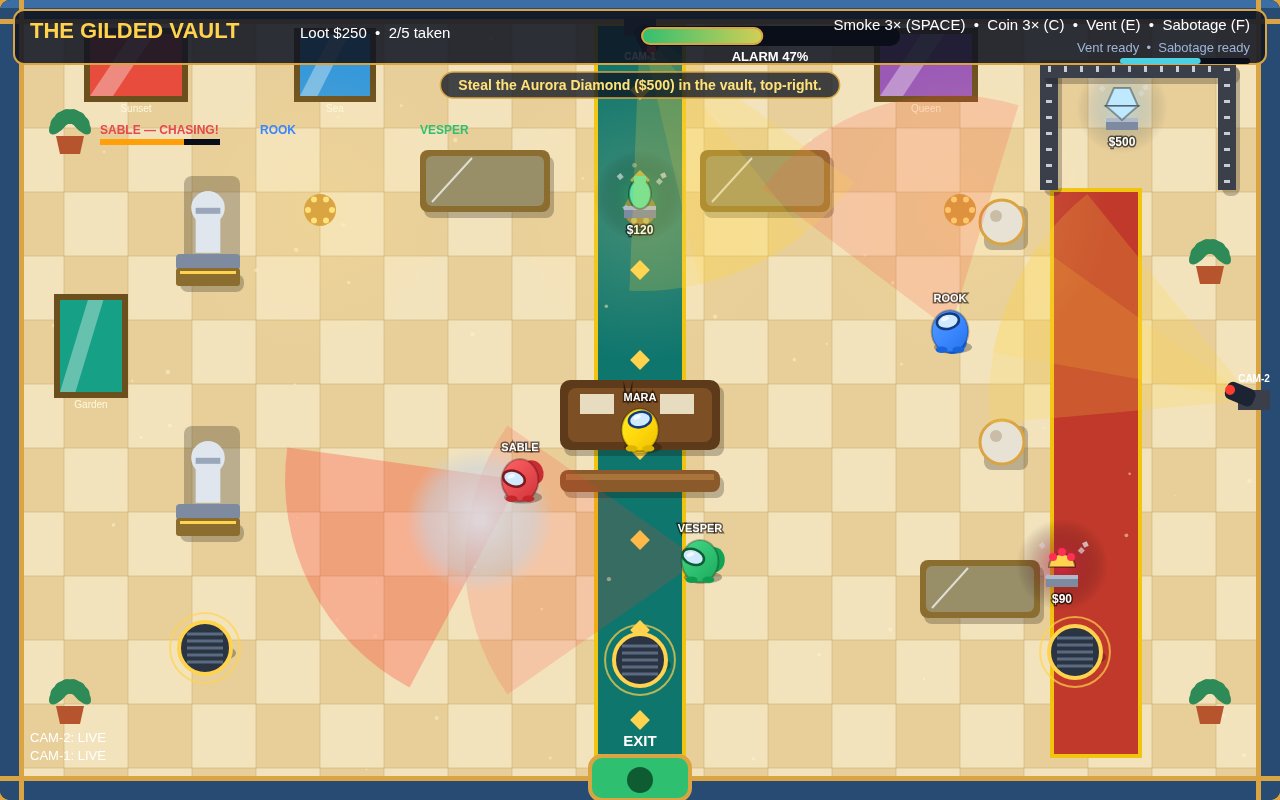 THE GILDED VAULT
Loot $250 • 2/5 taken
ALARM 47%
Smoke 3× (SPACE) • Coin 3× (C) • Vent (E) • Sabotage (F)
Vent ready • Sabotage ready
CAM-1
Steal the Aurora Diamond ($500) in the vault, top-right.
Sunset
Sea
Queen
SABLE — CHASING!
ROOK
VESPER
$500
$120
ROOK
CAM-2
MARA
Garden
SABLE
VESPER
$90
CAM-2: LIVE
CAM-1: LIVE
EXIT